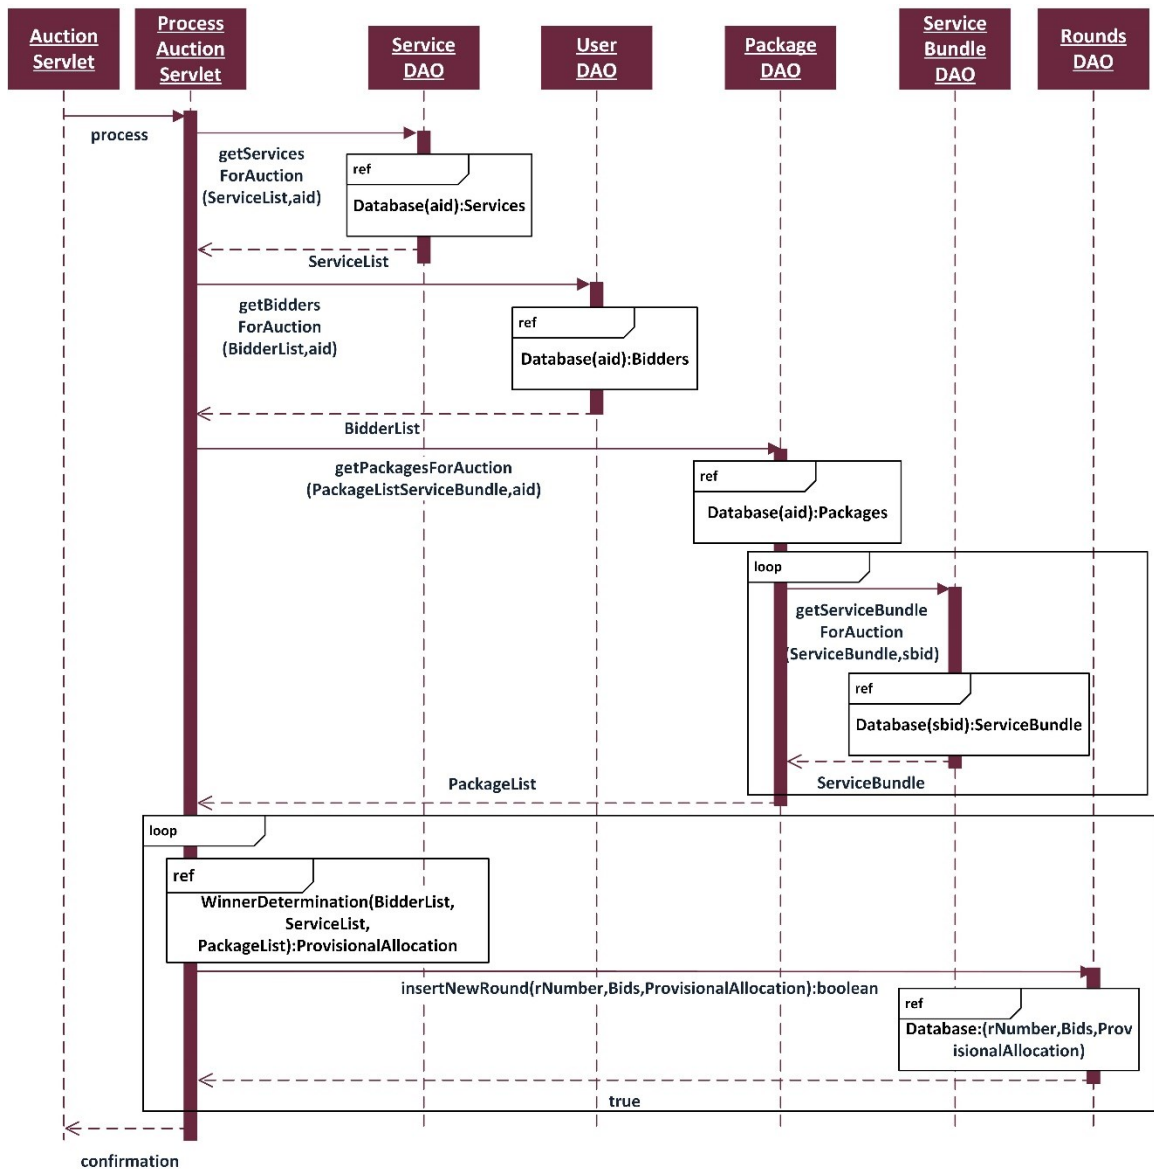 Auction
Servlet
Process
Auction
Servlet
Service
DAO
User
DAO
Package
DAO
Service
Bundle
DAO
Rounds
DAO
process
getServices
ForAuction
(ServiceList,aid)
ref
Database(aid):Services
ServiceList
getBidders
ForAuction
(BidderList,aid)
ref
Database(aid):Bidders
BidderList
getPackagesForAuction
(PackageListServiceBundle,aid)
ref
Database(aid):Packages
loop
getServiceBundle
ForAuction
(ServiceBundle,sbid)
ref
Database(sbid):ServiceBundle
ServiceBundle
PackageList
loop
ref
WinnerDetermination(BidderList,
ServiceList,
PackageList):ProvisionalAllocation
insertNewRound(rNumber,Bids,ProvisionalAllocation):boolean
ref
Database:(rNumber,Bids,Prov
isionalAllocation)
true
confirmation